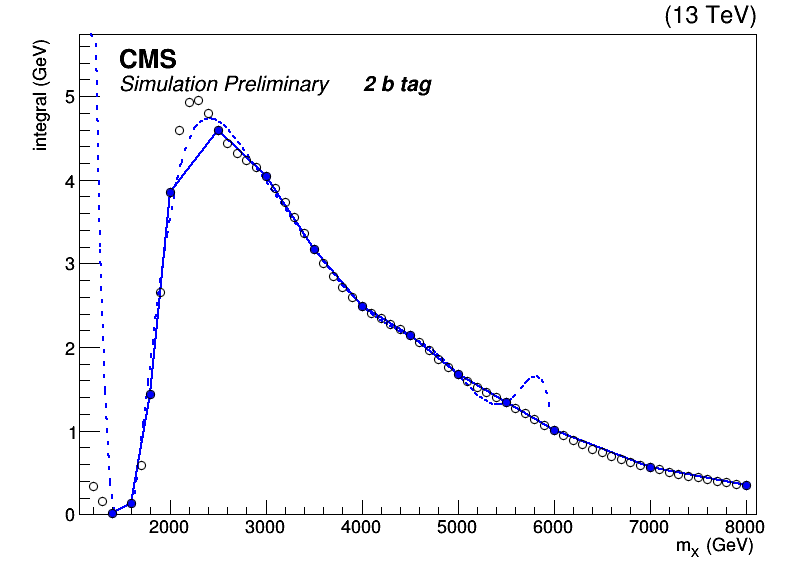 (13 TeV)
CMS
Simulation Preliminary 2 b tag
integral (GeV)
5
4
3
2
1
0
2000 3000 4000 5000 6000 7000 8000
mX (GeV)